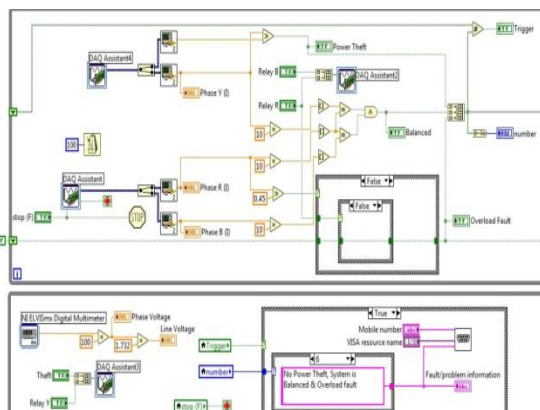 Trigger
DAQ Assistant4
Power Theft
Relay B
DAQ Assistant2
Phase Y (I)
Relay R
A
Balanced
number
100
10
10
DAQ Assistant
Phase R (I)
False
0.45
False
stop (F)
STOP
10
Phase B (I)
Overload Fault
i
NI ELVISmx Digital Multimeter
Phase Voltage
Line Voltage
True
100
1.732
Mobile number
VISA resource name
Trigger
DAQ Assistant3
6
Theft
number
No Power Theft, System is
Balanced & Overload fault
Fault/problem information
Relay Y
stop (F)